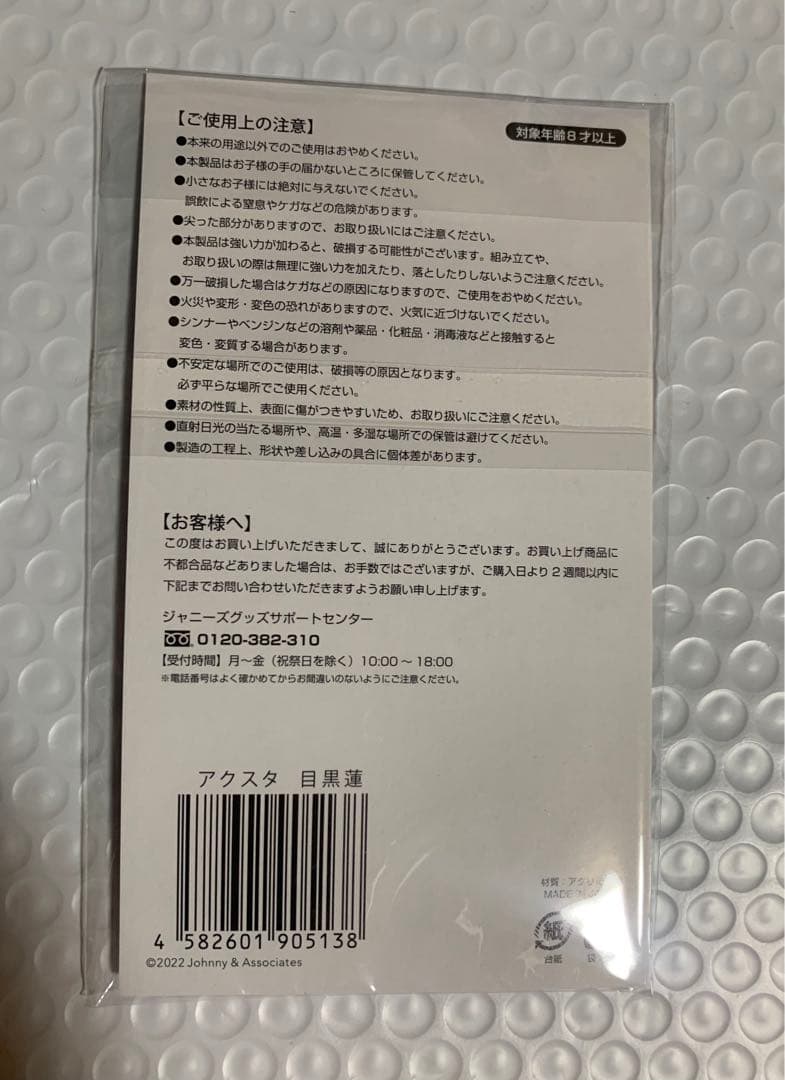 【ご使用上の注意】
対象年齢8才以上
●本来の用途以外でのご使用はおやめください。
●本製品はお子様の手の届かないところに保管してください。
●小さなお子様には絶対に与えないでください。
誤飲による窒息やケガなどの危険があります。
●尖った部分がありますので、お取り扱いにはご注意ください。
●本製品は強い力が加わると、破損する可能性がございます。組み立てや、
お取り扱いの際は無理に強い力を加えたり、落としたりしないようご注意ください。
●万一破損した場合はケガなどの原因になりますので、ご使用をおやめください。
●火災や変形・変色の恐れがありますので、火気に近づけないでください。
●シンナーやベンジンなどの溶剤や薬品・化粧品・消毒液などと接触すると
変色・変質する場合があります。
●不安定な場所でのご使用は、破損等の原因となります。
必ず平らな場所でご使用ください。
●素材の性質上、表面に傷がつきやすいため、お取り扱いにご注意ください。
●直射日光の当たる場所や、高温・多湿な場所での保管は避けてください。
●製造の工程上、形状や差し込みの具合に個体差があります。
【お客様へ】
この度はお買い上げいただきまして、誠にありがとうございます。お買い上げ商品に
不都合品などありました場合は、お手数ではございますが、ご購入日より2週間以内に
下記までお問い合わせいただきますようお願い申し上げます。
ジャニーズグッズサポートセンター
0120-382-310
【受付時間】月〜金（祝祭日を除く）10:00〜18:00
※電話番号はよく確かめてからお間違いのないようにご注意ください。
アクスタ 目黒蓮
4 582601 905138
©2022 Johnny & Associates
材質：アクリル
MADE IN
紙
台紙 袋